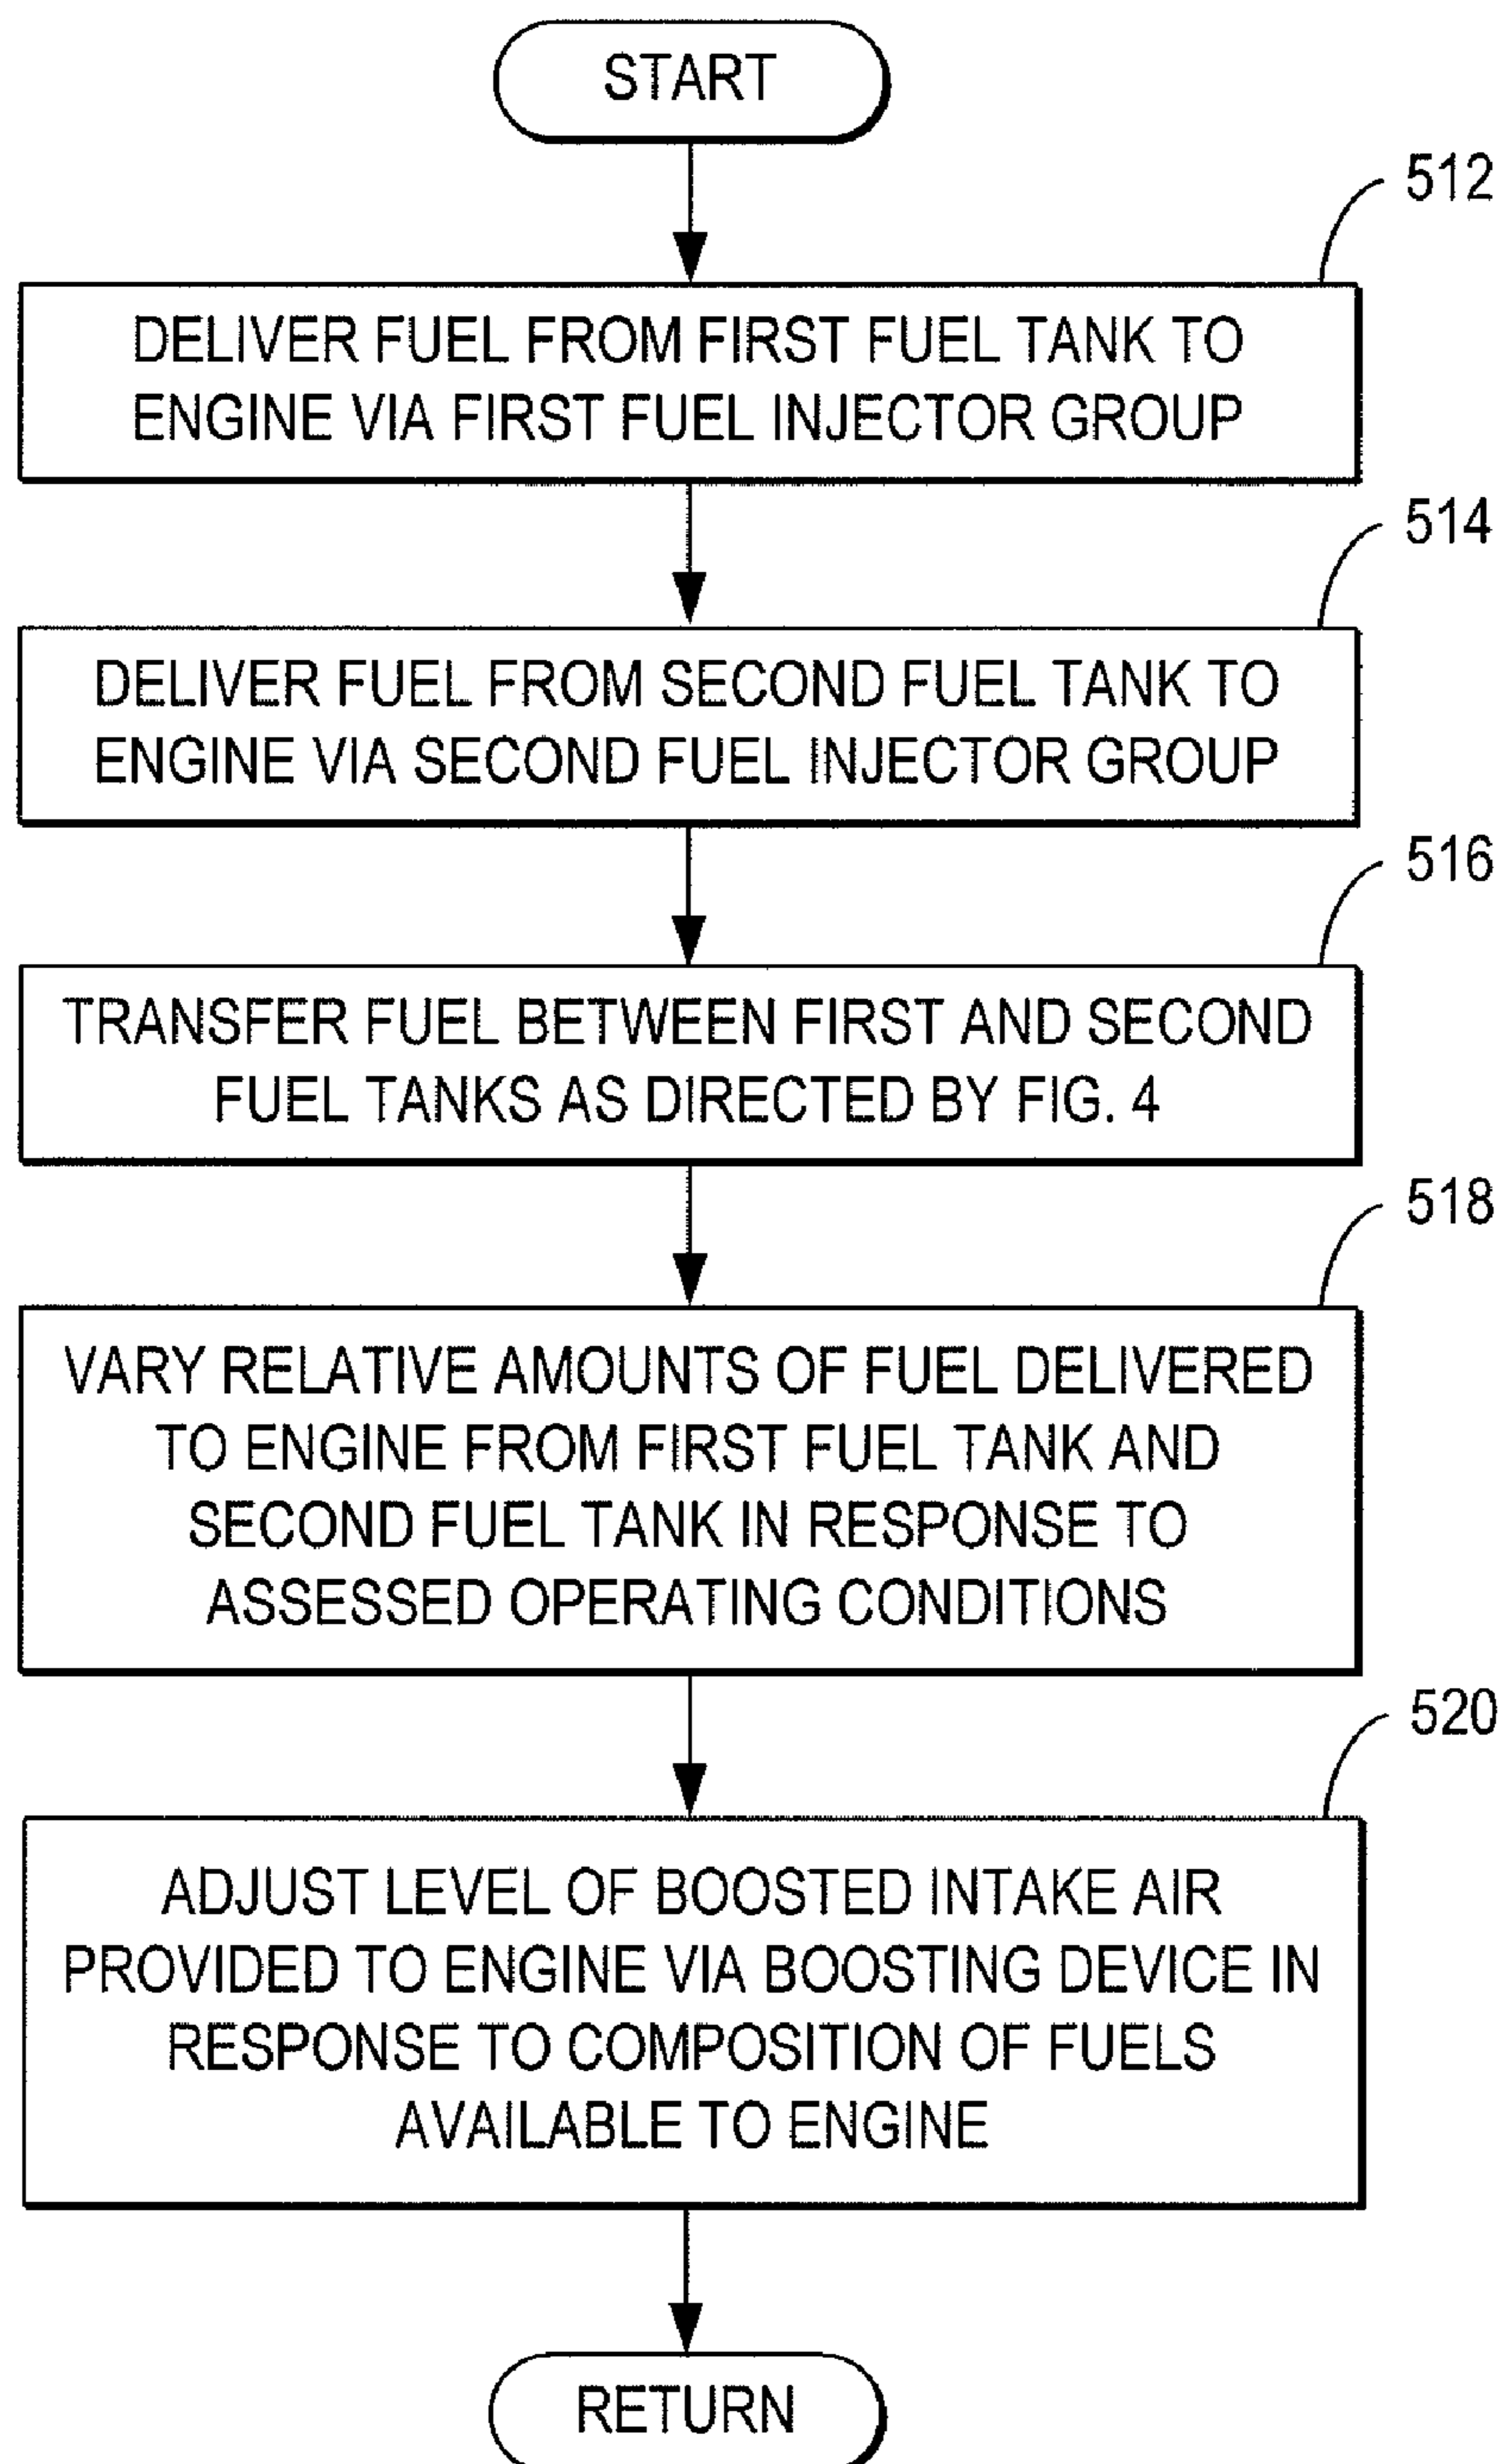 START
512
DELIVER FUEL FROM FIRST FUEL TANK TO
ENGINE VIA FIRST FUEL INJECTOR GROUP
514
DELIVER FUEL FROM SECOND FUEL TANK TO
ENGINE VIA SECOND FUEL INJECTOR GROUP
516
TRANSFER FUEL BETWEEN FIRST AND SECOND
FUEL TANKS AS DIRECTED BY FIG. 4
518
VARY RELATIVE AMOUNTS OF FUEL DELIVERED
TO ENGINE FROM FIRST FUEL TANK AND
SECOND FUEL TANK IN RESPONSE TO
ASSESSED OPERATING CONDITIONS
520
ADJUST LEVEL OF BOOSTED INTAKE AIR
PROVIDED TO ENGINE VIA BOOSTING DEVICE IN
RESPONSE TO COMPOSITION OF FUELS
AVAILABLE TO ENGINE
RETURN